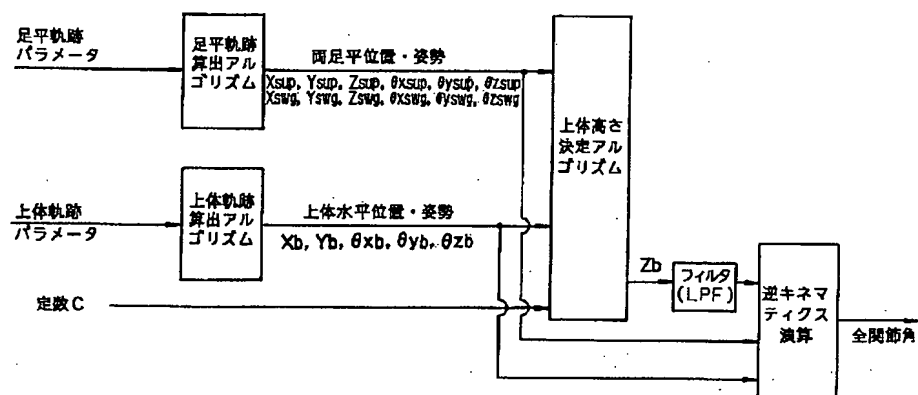 足平軌跡
パラメータ
足平軌跡
算出アル
ゴリズム
両足平位置・姿勢
Xsup, Ysup, Zsup, θxsup, θysup, θzsup
Xswg, Yswg, Zswg, θxswg, θyswg, θzswg
上体高さ
決定アル
ゴリズム
上体軌跡
パラメータ
上体軌跡
算出アル
ゴリズム
上体水平位置・姿勢
Xb, Yb, θxb, θyb, θzb
定数C
Zb
フィルタ
(LPF)
逆キネマ
ティクス
演算
全関節角